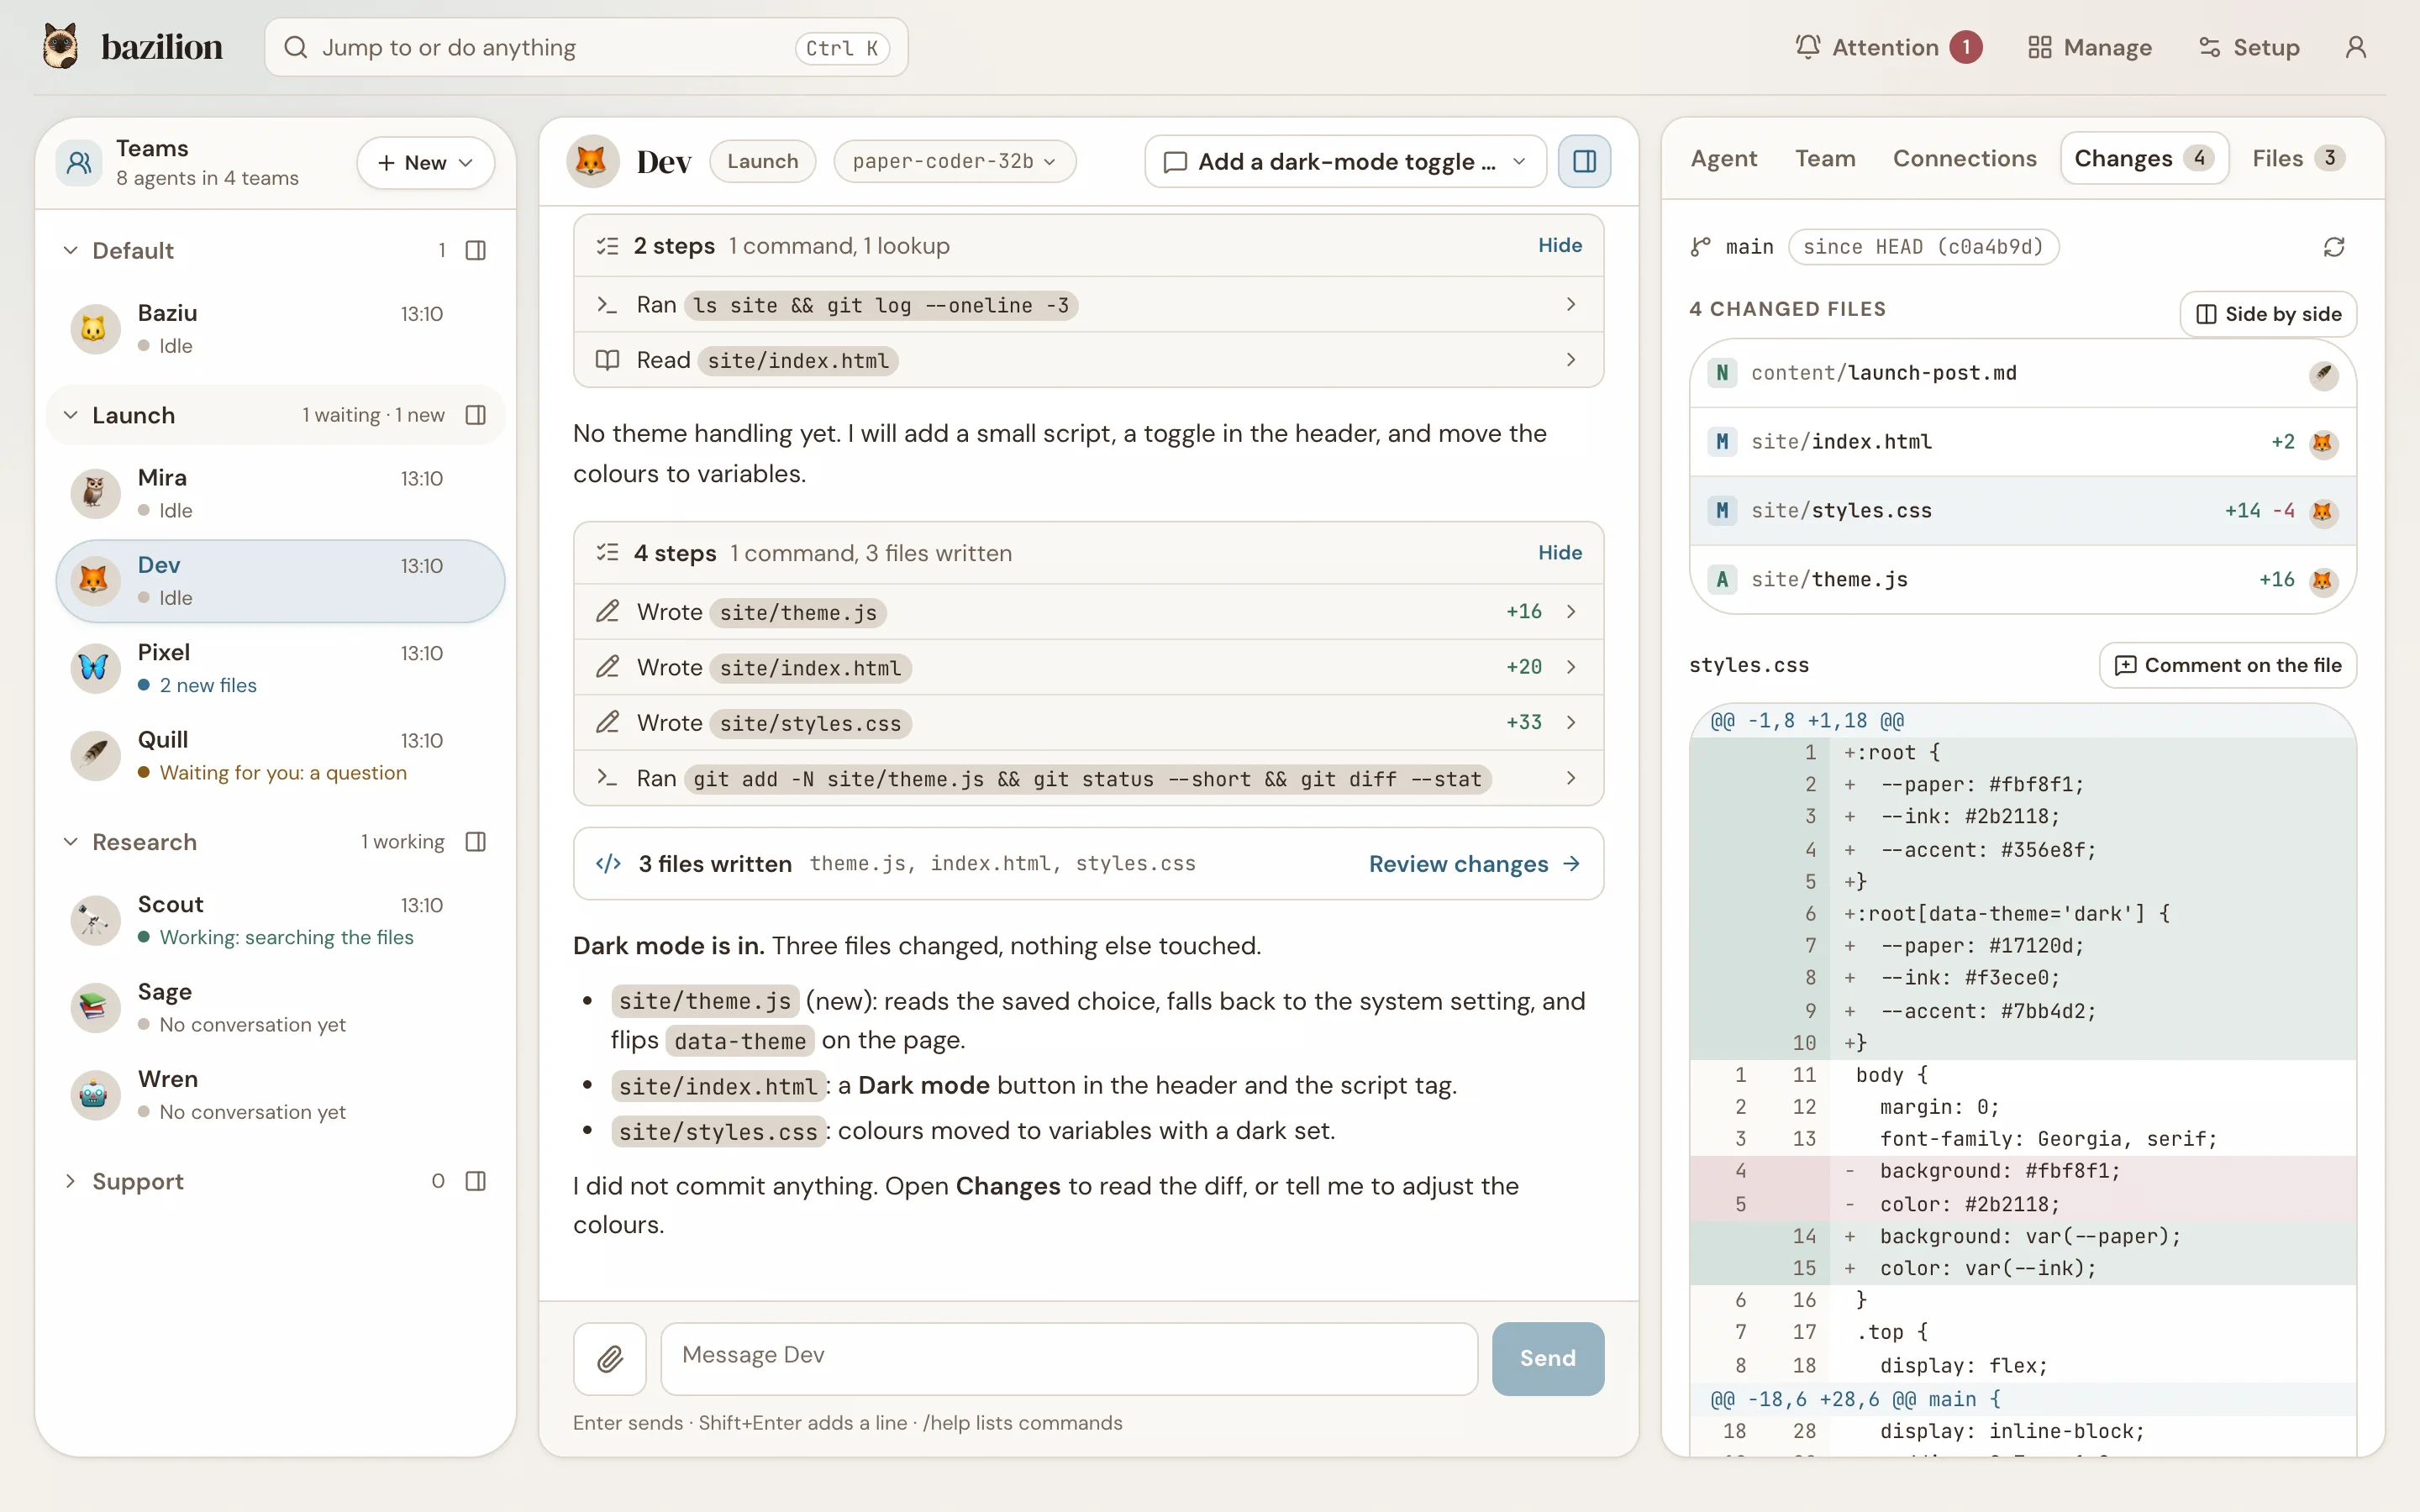 bazilion
Jump to or do anything
Ctrl K
Attention 1
Manage
Setup
Teams
8 agents in 4 teams
+ New
Default 1
Baziu 13:10
Idle
Launch 1 waiting · 1 new
Mira 13:10
Idle
Dev 13:10
Idle
Pixel 13:10
2 new files
Quill 13:10
Waiting for you: a question
Research 1 working
Scout 13:10
Working: searching the files
Sage
No conversation yet
Wren
No conversation yet
Support 0
Dev Launch paper-coder-32b Add a dark-mode toggle ...
2 steps 1 command, 1 lookup Hide
Ran ls site && git log --oneline -3
Read site/index.html
No theme handling yet. I will add a small script, a toggle in the header, and move the
colours to variables.
4 steps 1 command, 3 files written Hide
Wrote site/theme.js +16
Wrote site/index.html +20
Wrote site/styles.css +33
Ran git add -N site/theme.js && git status --short && git diff --stat
3 files written theme.js, index.html, styles.css Review changes →
Dark mode is in. Three files changed, nothing else touched.
• site/theme.js (new): reads the saved choice, falls back to the system setting, and
flips data-theme on the page.
• site/index.html: a Dark mode button in the header and the script tag.
• site/styles.css: colours moved to variables with a dark set.
I did not commit anything. Open Changes to read the diff, or tell me to adjust the
colours.
Message Dev
Send
Enter sends · Shift+Enter adds a line · /help lists commands
Agent Team Connections Changes 4 Files 3
main since HEAD (c0a4b9d)
4 CHANGED FILES
Side by side
N content/launch-post.md
M site/index.html +2
M site/styles.css +14 -4
A site/theme.js +16
styles.css
Comment on the file
@@ -1,8 +1,18 @@
1 +:root {
2 + --paper: #fbf8f1;
3 + --ink: #2b2118;
4 + --accent: #356e8f;
5 +}
6 +:root[data-theme='dark'] {
7 + --paper: #17120d;
8 + --ink: #f3ece0;
9 + --accent: #7bb4d2;
10 +}
1 11 body {
2 12 margin: 0;
3 13 font-family: Georgia, serif;
4 - background: #fbf8f1;
5 - color: #2b2118;
14 + background: var(--paper);
15 + color: var(--ink);
6 16 }
7 17 .top {
8 18 display: flex;
@@ -18,6 +28,6 @@ main {
18 28 display: inline-block;